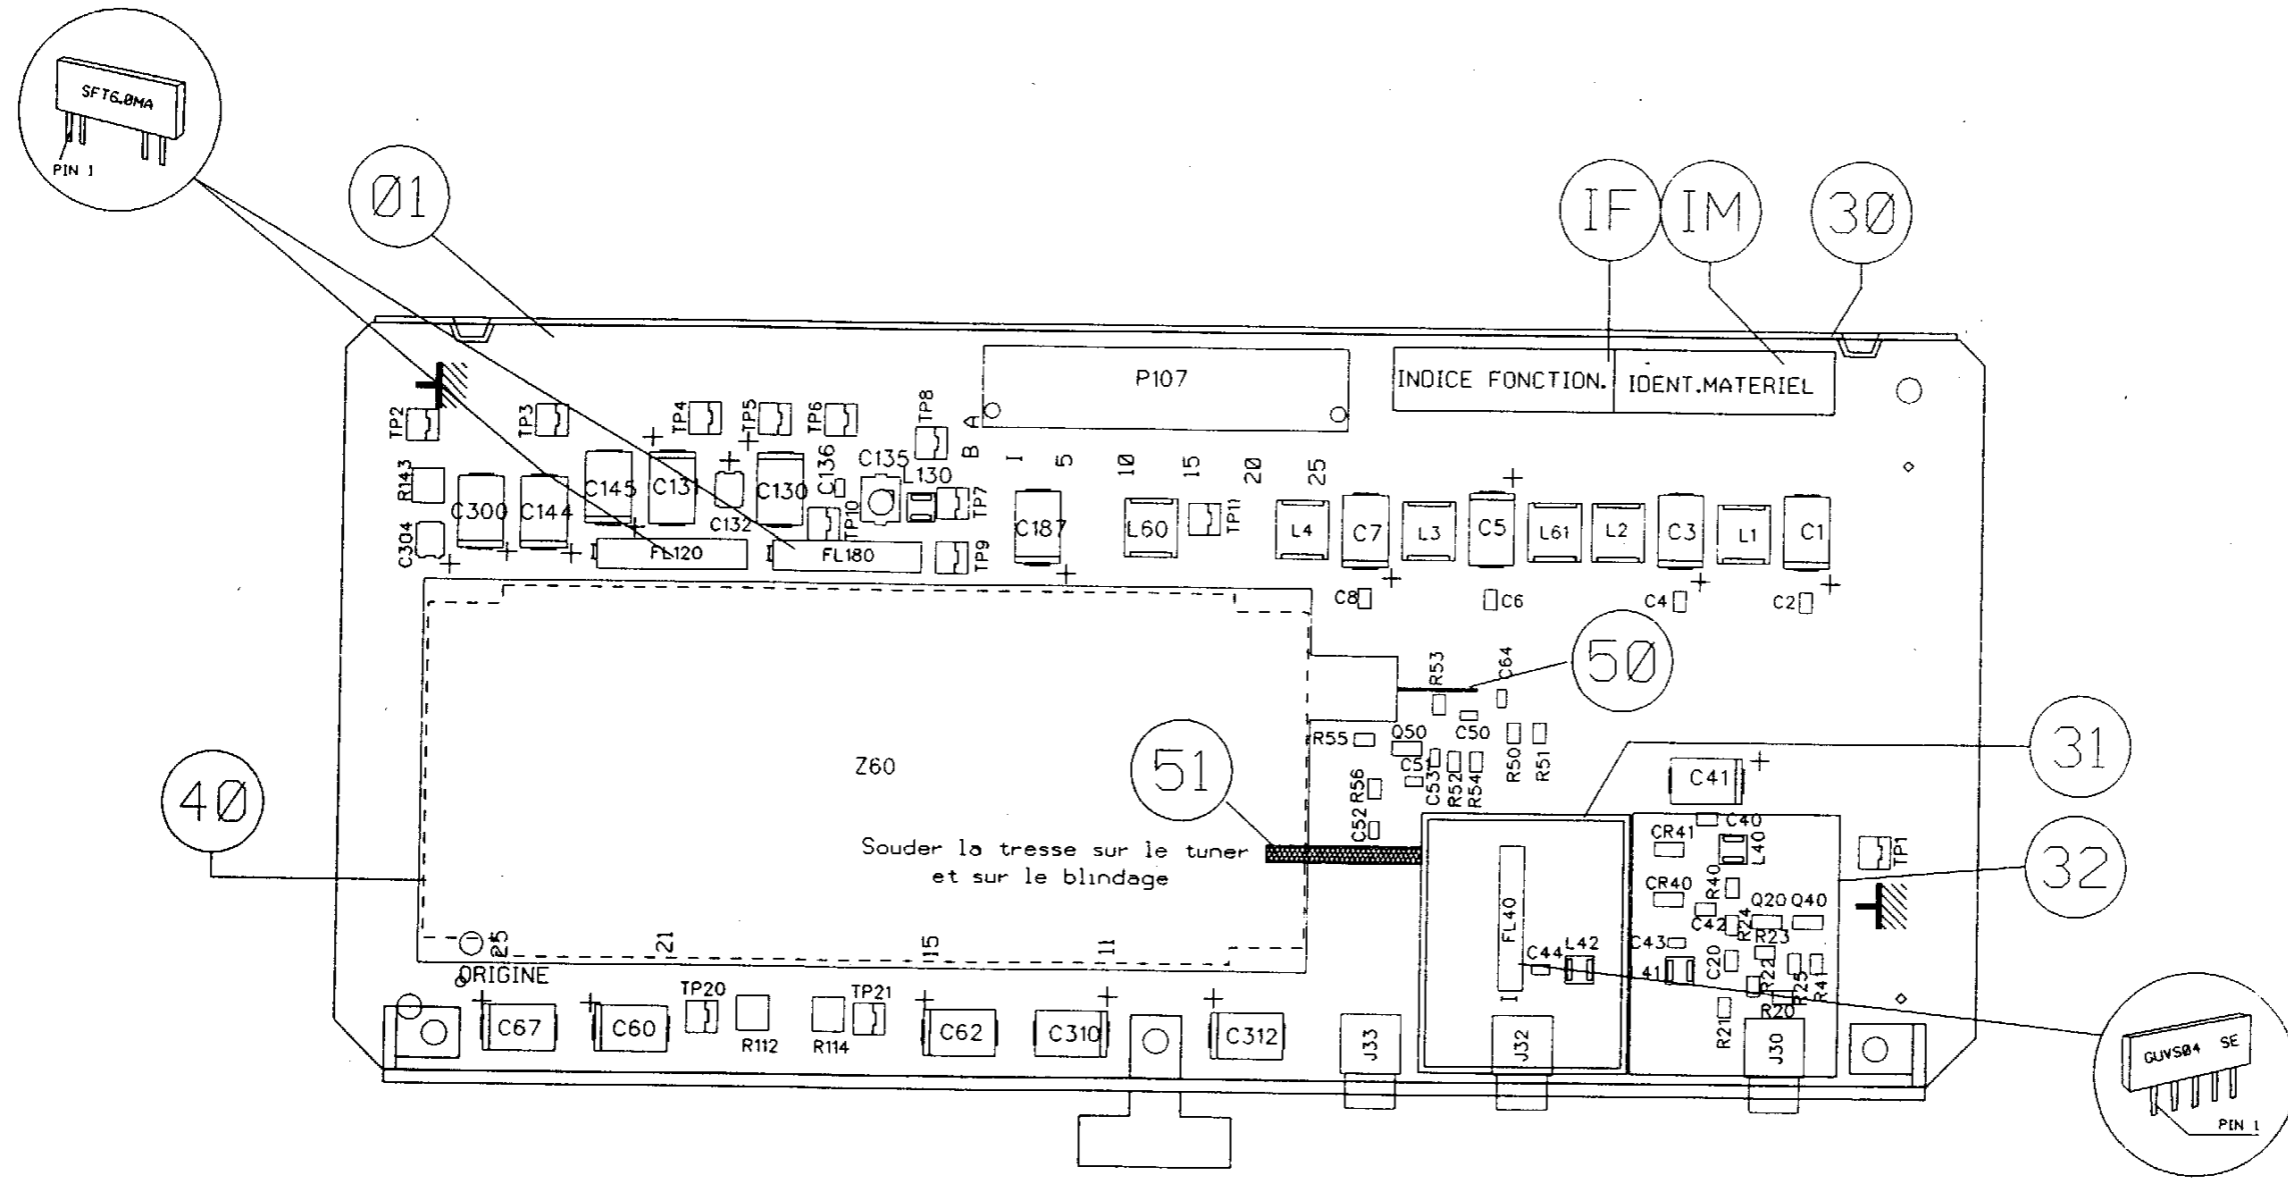 SFT6.0MA
PIN 1
01
IF
IM
30
P107
INDICE FONCTION.
IDENT.MATERIEL
TP2
TP3
TP4
TP5
TP6
TP8
A
B
I
5
10
15
20
25
R143
C300
C144
C145
C131
C132
C130
C136
C135
L130
TP7
TP10
C187
L60
TP11
L4
C7
L3
C5
L61
L2
C3
L1
C1
C304
FL120
FL180
TP9
C8
C6
C4
C2
R53
C64
50
31
R55
Q50
C50
R50
R51
Z60
51
C51
C53
R52
R54
R56
C52
C41
40
Souder la tresse sur le tuner
et sur le blindage
CR41
C40
L40
TP1
32
CR40
R40
C42
R24
Q20
Q40
FL40
C44
L42
C43
R23
L41
C20
R22
R25
R41
R20
R21
I
25
21
15
11
ORIGINE
C67
C60
TP20
R112
R114
TP21
C62
C310
C312
J33
J32
J30
GUVS04 SE
PIN 1